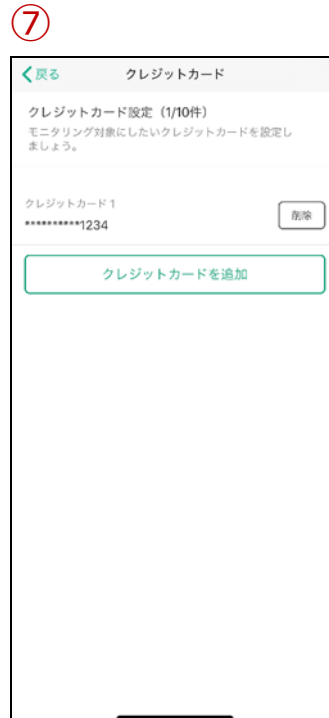 ⑦
戻る クレジットカード
クレジットカード設定（1/10件）
モニタリング対象にしたいクレジットカードを設定し
ましょう。
クレジットカード 1
**********1234
削除
クレジットカードを追加